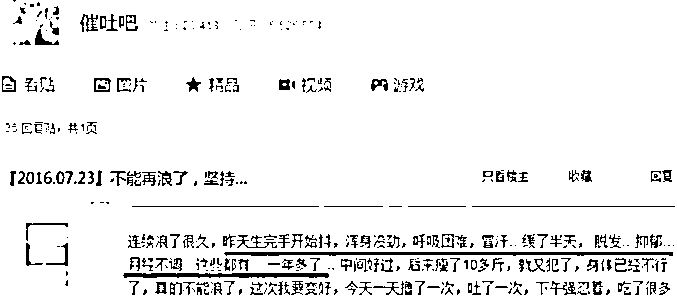 催吐吧
看贴 图片 精品 视频 游戏
回复贴，共1页
『2016.07.23』不能再浪了，坚持... 只看楼主 收藏 回复
连续浪了很久，昨天生完手开始抖，浑身没劲，呼吸困难，冒汗..缓了半天，脱发..抑郁...
月经不调 这些都有 一年多了..中间好过，后来瘦了10多斤，就又犯了，身体已经不行
了，真的不能浪了，这次我要变好，今天一天撸了一次，吐了一次，下午强忍着，吃了很多